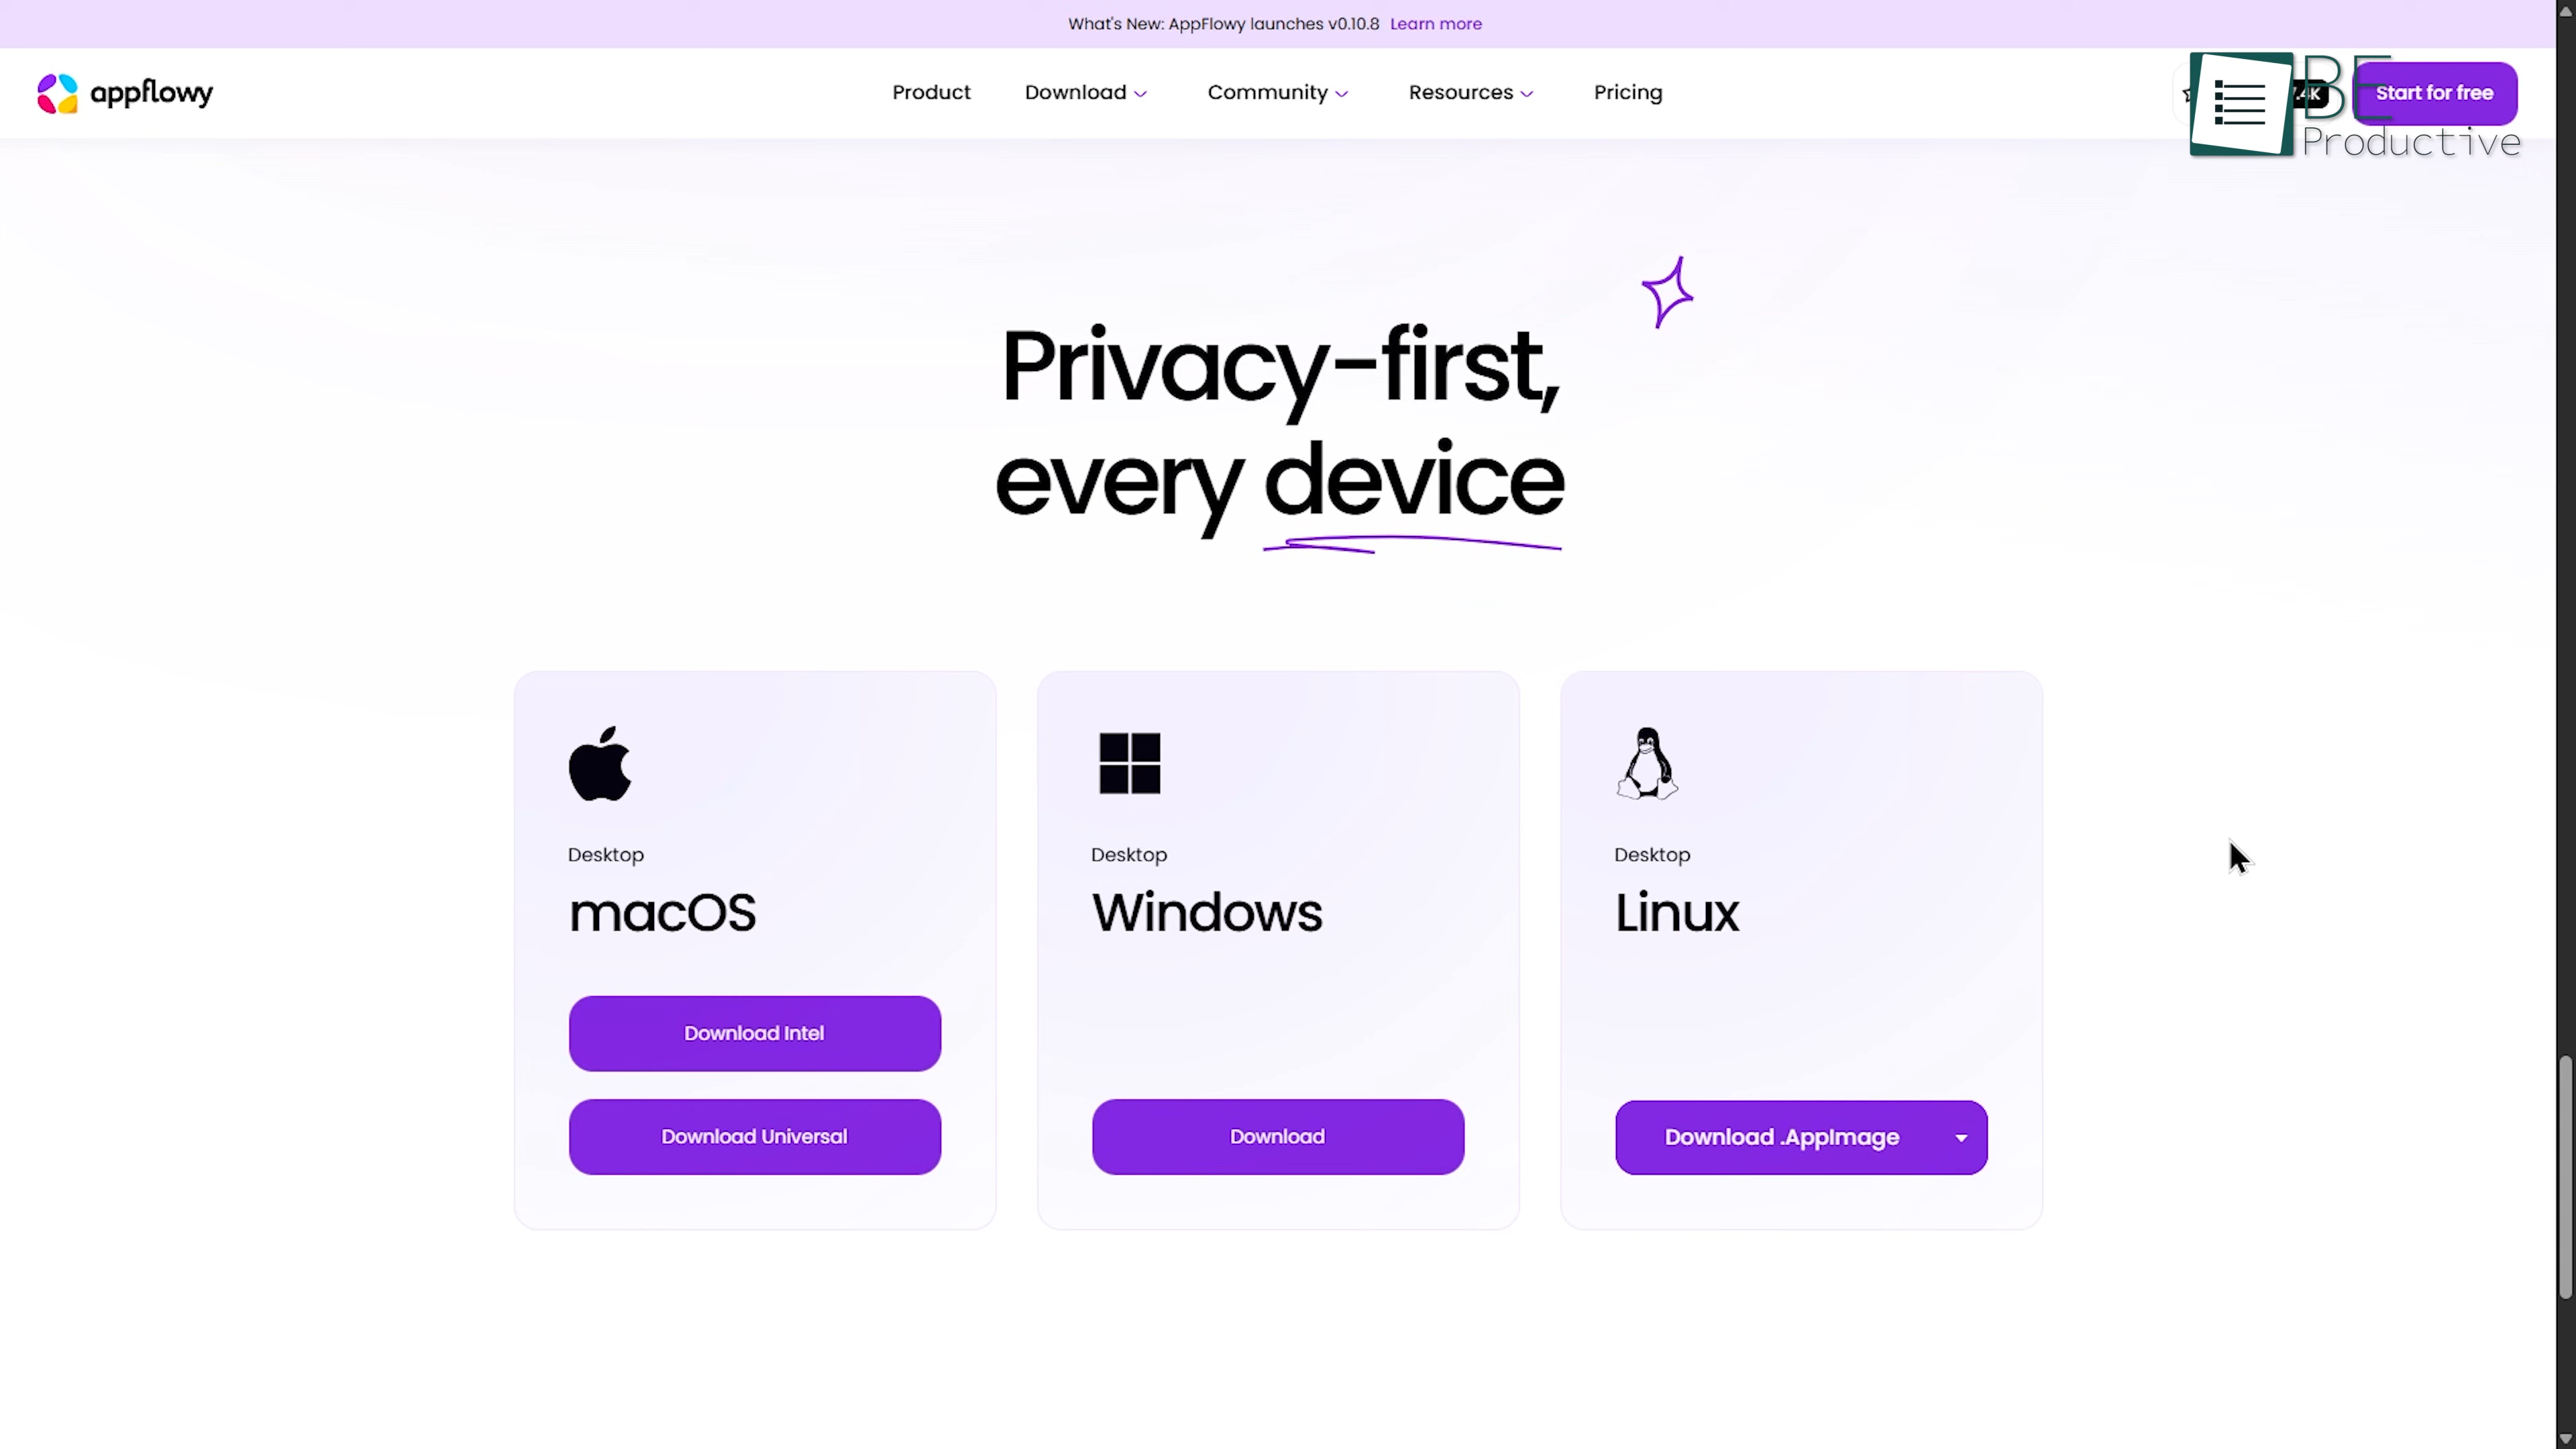 What's New: AppFlowy launches v0.10.8 Learn more
appflowy
Product
Download
Community
Resources
Pricing
Start for free
BE
Productive
Privacy-first,
every device
Desktop
macOS
Download Intel
Download Universal
Desktop
Windows
Download
Desktop
Linux
Download .AppImage